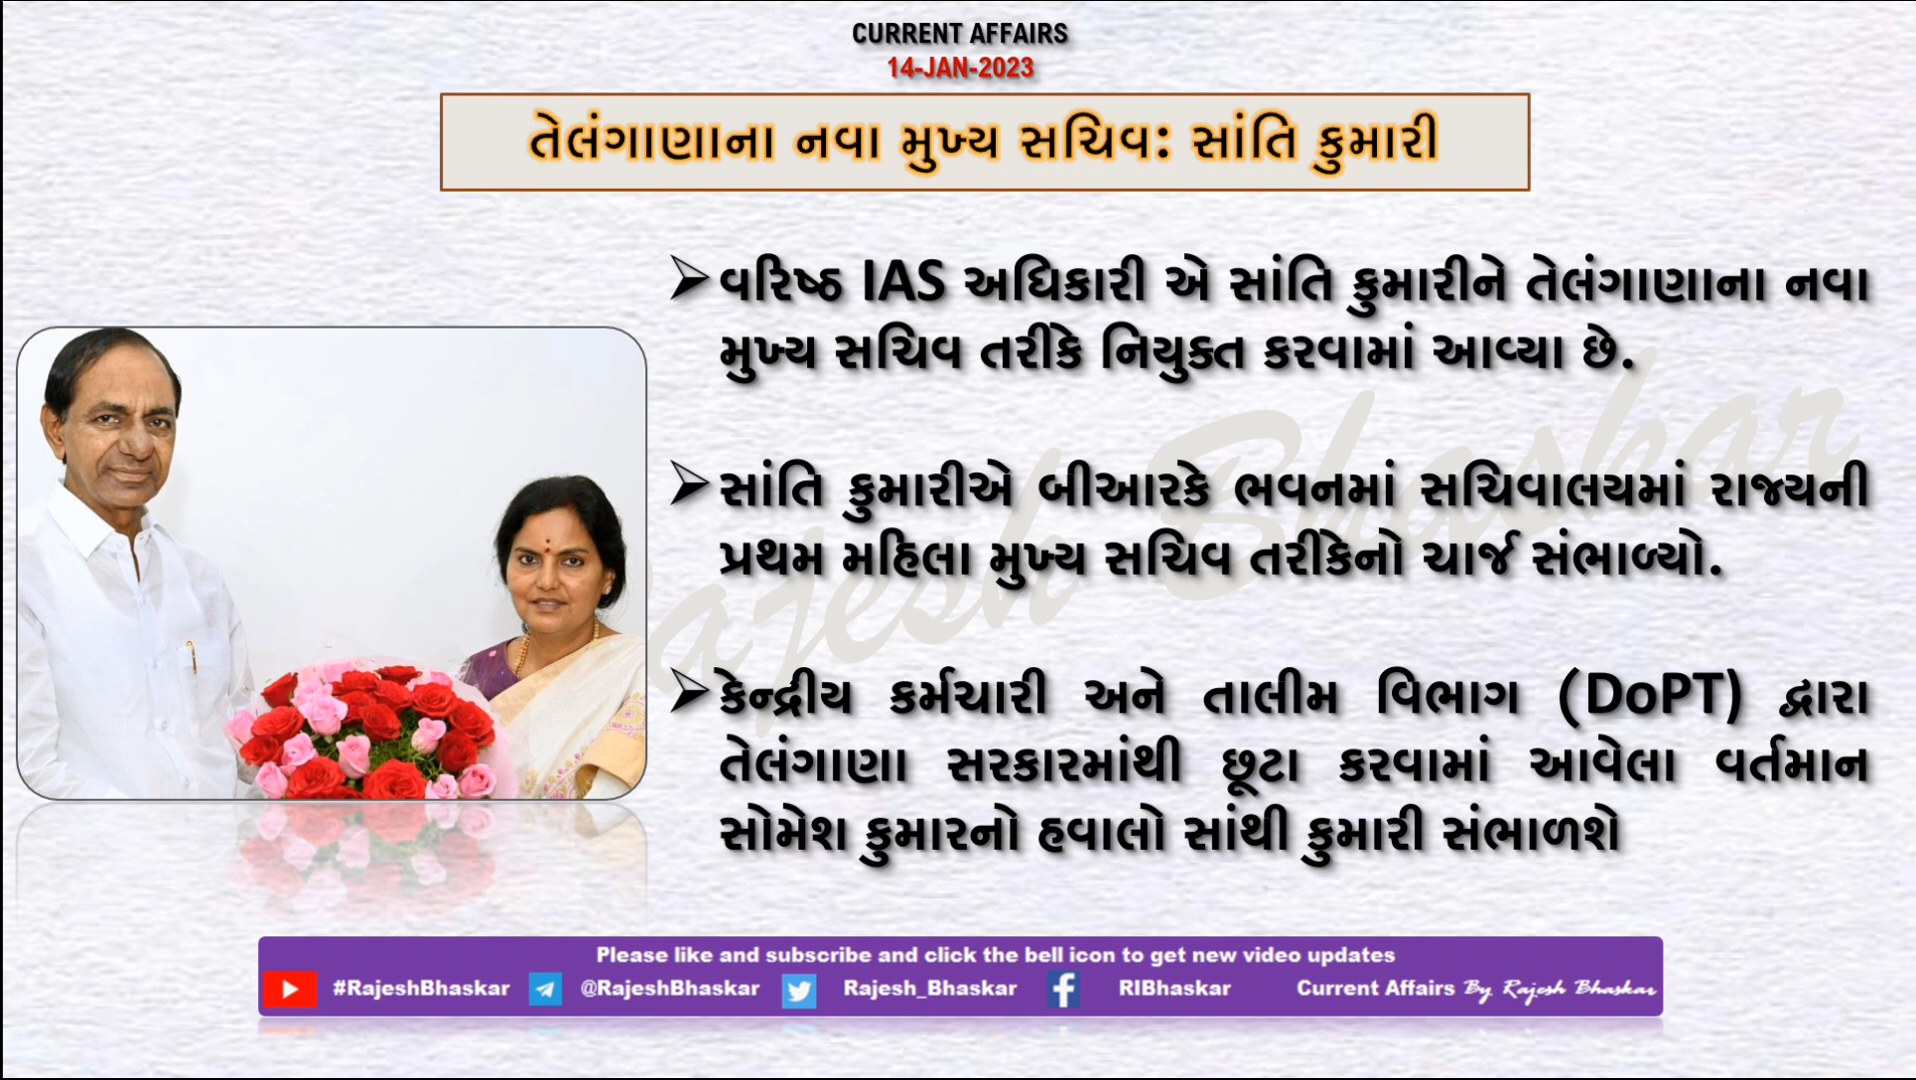 CURRENT AFFAIRS
14-JAN-2023
તેલંગાણાના નવા મુખ્ય સચિવ: સાંતિ કુમારી
વરિષ્ઠ IAS અધિકારી એ સાંતિ કુમારીને તેલંગાણાના નવા
મુખ્ય સચિવ તરીકે નિયુક્ત કરવામાં આવ્યા છે.
સાંતિ કુમારીએ બીઆરકે ભવનમાં સચિવાલયમાં રાજ્યની
પ્રથમ મહિલા મુખ્ય સચિવ તરીકેનો ચાર્જ સંભાળ્યો.
કેન્દ્રીય કર્મચારી અને તાલીમ વિભાગ (DoPT) દ્વારા
તેલંગાણા સરકારમાંથી છૂટા કરવામાં આવેલા વર્તમાન
સોમેશ કુમારનો હવાલો સાંથી કુમારી સંભાળશે
Rajesh Bhaskar
Please like and subscribe and click the bell icon to get new video updates
#RajeshBhaskar @RajeshBhaskar Rajesh_Bhaskar RIBhaskar Current Affairs By Rajesh Bhaskar